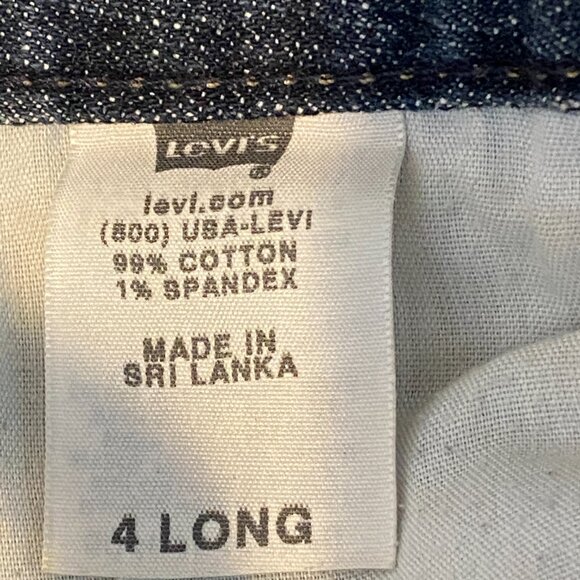 LEVI'S
®
levi.com
(800) USA-LEVI
99% COTTON
1% SPANDEX
MADE IN
SRI LANKA
4 LONG